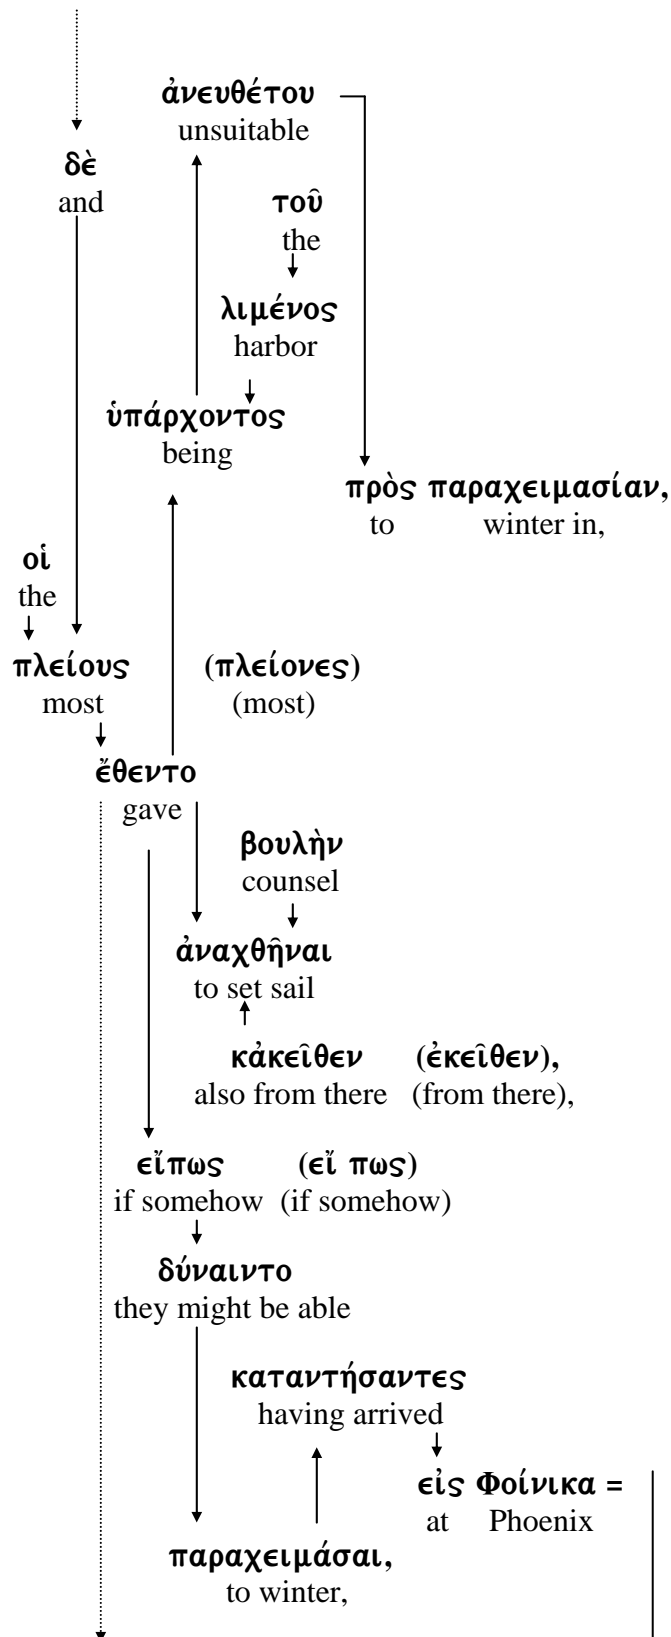 ἀνευθέτου
unsuitable
δὲ
and
τοῦ
the
λιμένος
harbor
ὑπάρχοντος
being
πρὸς παραχειμασίαν,
to winter in,
οἱ
the
πλείους (πλείονες)
most (most)
ἔθεντο
gave
βουλὴν
counsel
ἀναχθῆναι
to set sail
κἀκεῖθεν (ἐκεῖθεν),
also from there (from there),
εἴπως (εἴ πως)
if somehow (if somehow)
δύναιντο
they might be able
καταντήσαντες
having arrived
εἰς Φοίνικα =
at Phoenix
παραχειμάσαι,
to winter,